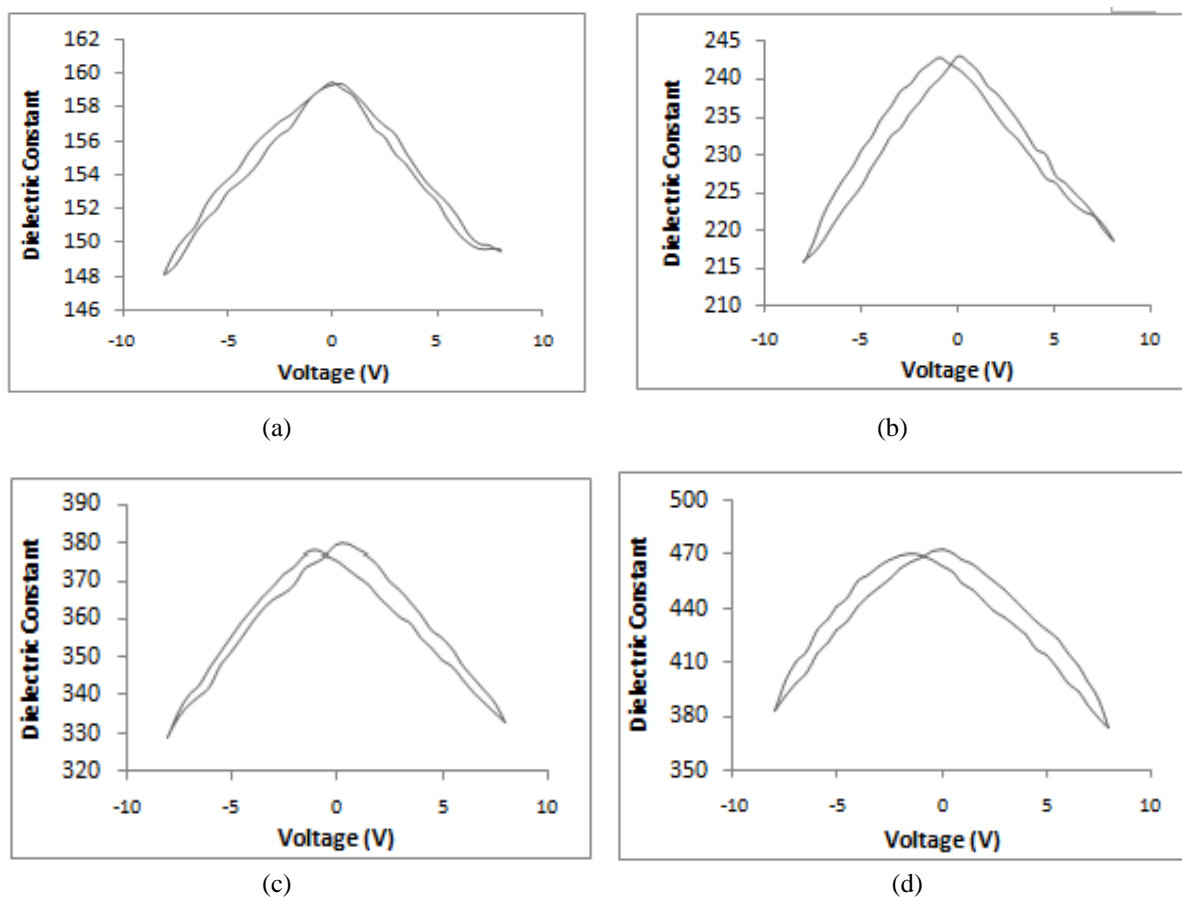 162
160
158
156
154
152
150
148
146
Dielectric Constant
-10 -5 0 5 10
Voltage (V)
(a)
245
240
235
230
225
220
215
210
Dielectric Constant
-10 -5 0 5 10
Voltage (V)
(b)
390
380
370
360
350
340
330
320
Dielectric Constant
-10 -5 0 5 10
Voltage (V)
(c)
500
470
440
410
380
350
Dielectric Constant
-10 -5 0 5 10
Voltage (V)
(d)